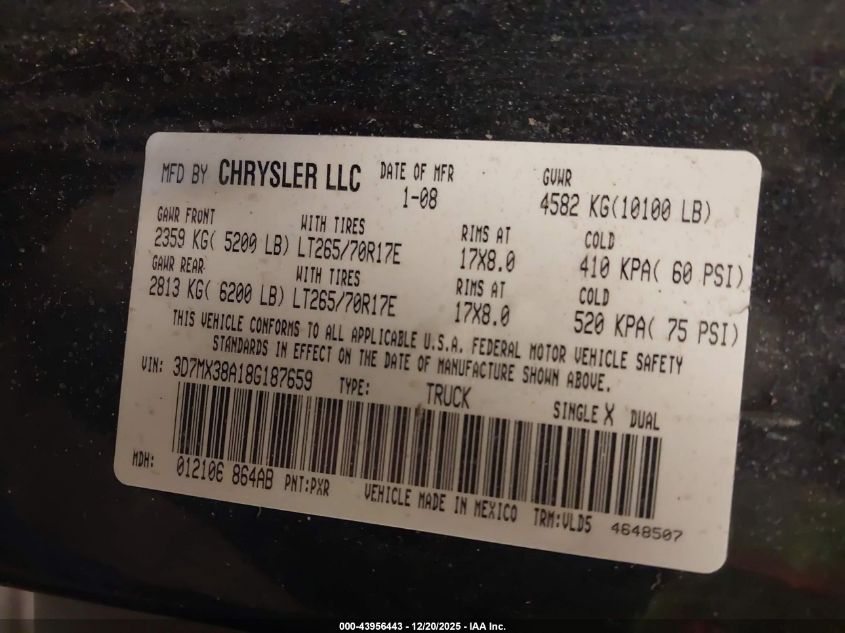 MFD BY CHRYSLER LLC DATE OF MFR GVWR
1-08 4582 KG(10100 LB)
GAWR FRONT WITH TIRES RIMS AT COLD
2359 KG( 5200 LB) LT265/70R17E 17X8.0 410 KPA( 60 PSI)
GAWR REAR WITH TIRES RIMS AT COLD
2813 KG( 6200 LB) LT265/70R17E 17X8.0 520 KPA( 75 PSI)
THIS VEHICLE CONFORMS TO ALL APPLICABLE U.S.A. FEDERAL MOTOR VEHICLE SAFETY
STANDARDS IN EFFECT ON THE DATE OF MANUFACTURE SHOWN ABOVE.
VIN: 3D7MX38A18G187659 TYPE: TRUCK SINGLE X DUAL
MDH: 012106 864AB PNT:PXR VEHICLE MADE IN MEXICO TRM:VLD5 4648507
000-43956443 - 12/20/2025 - IAA Inc.